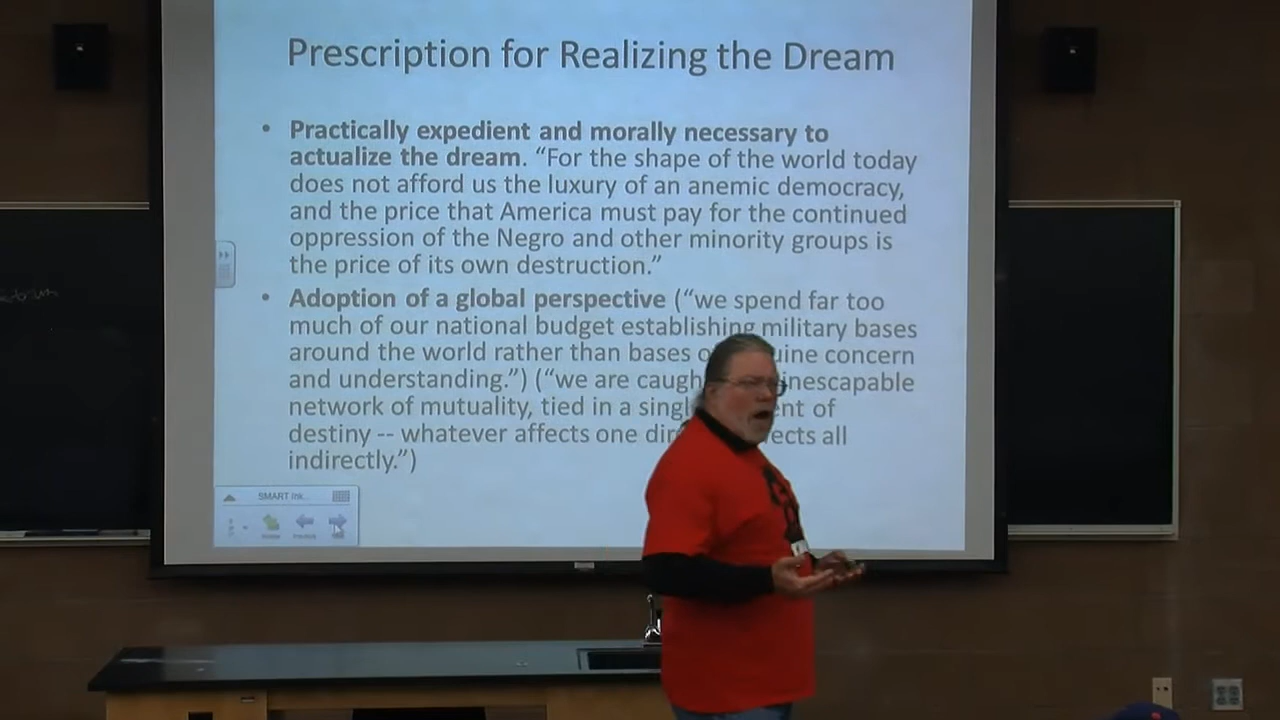 Prescription for Realizing the Dream
• Practically expedient and morally necessary to
actualize the dream. “For the shape of the world today
does not afford us the luxury of an anemic democracy,
and the price that America must pay for the continued
oppression of the Negro and other minority groups is
the price of its own destruction.”
• Adoption of a global perspective (“we spend far too
much of our national budget establishing military bases
around the world rather than bases uine concern
and understanding.”) (“we are caugh inescapable
network of mutuality, tied in a singl nt of
destiny -- whatever affects one dir ects all
indirectly.”)
SMART Ink...